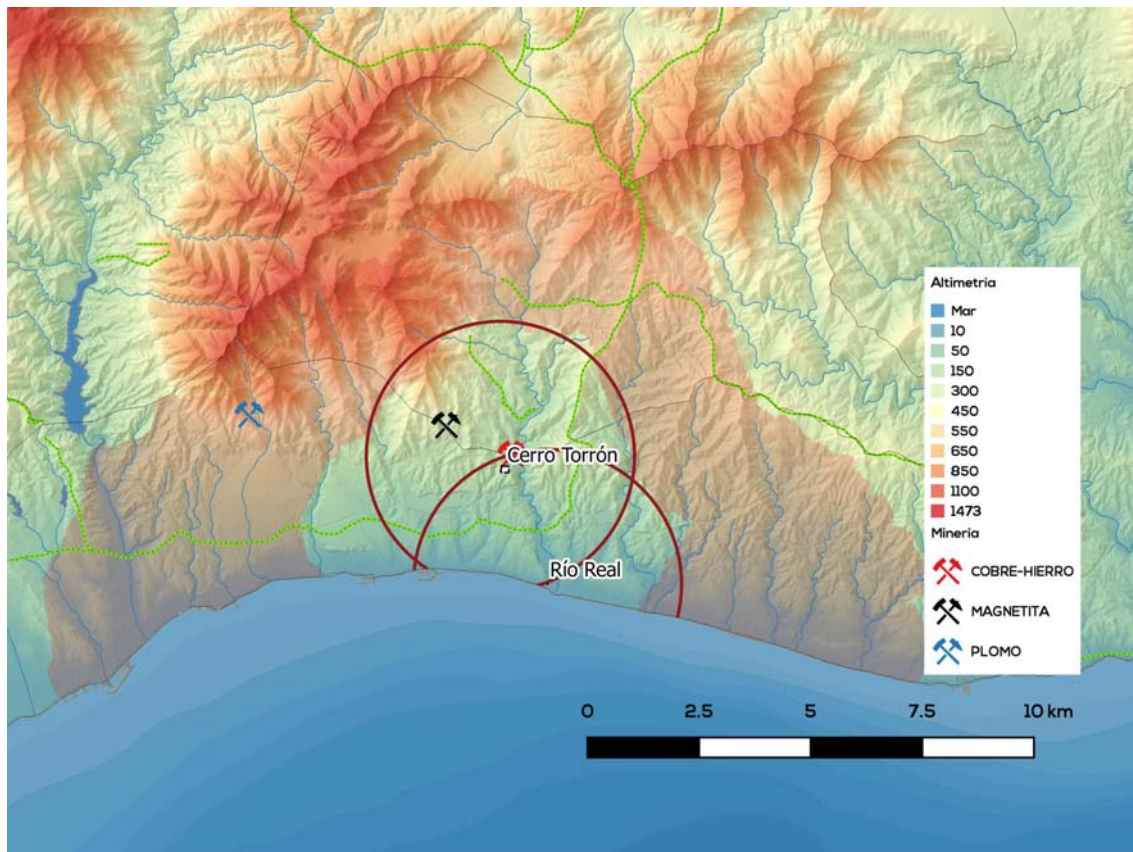 Altimetría
Mar
10
50
150
300
450
550
650
850
1100
1473
Minería
COBRE-HIERRO
MAGNETITA
PLOMO
Cerro Torrón
Río Real
0 2.5 5 7.5 10 km